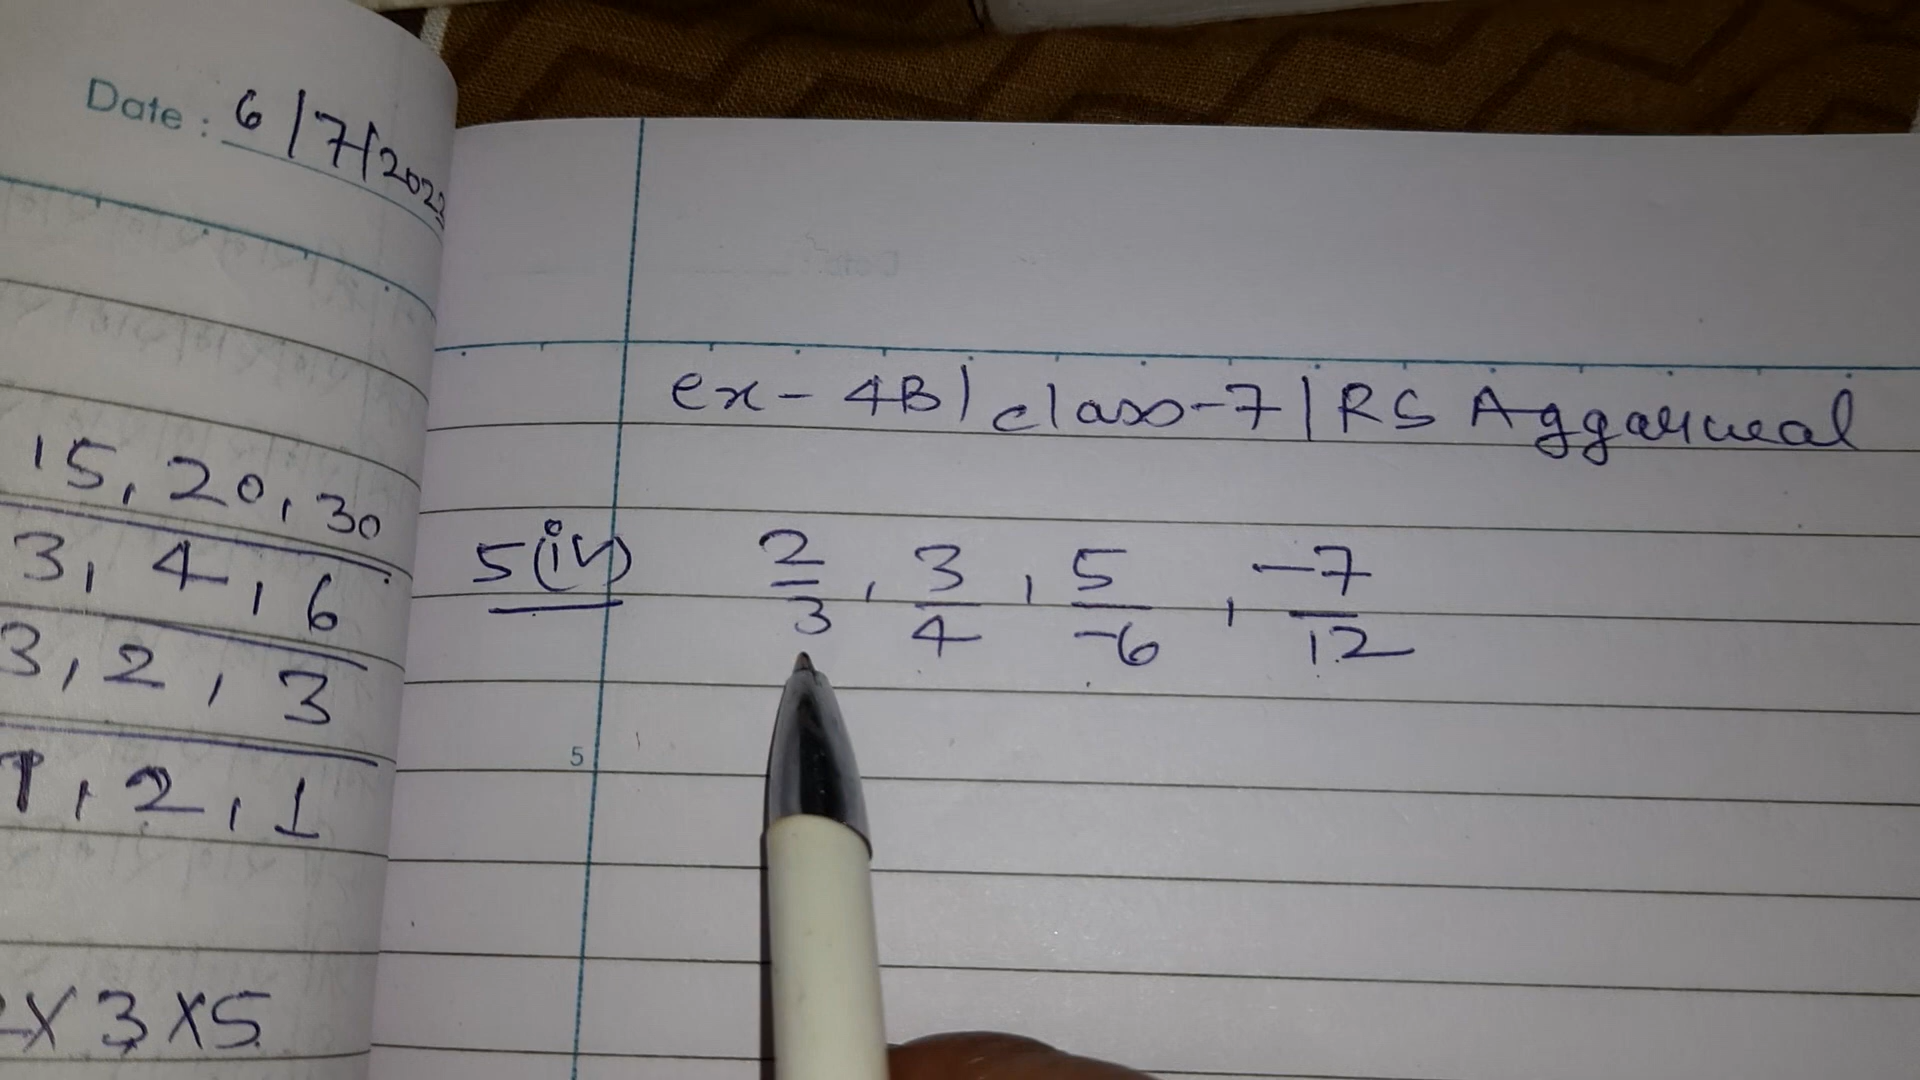 Date : 6/7/2022
15, 20, 30
3, 4, 6
3, 2, 3
1, 2, 1
× 3 × 5
ex - 4B | class - 7 | RS Aggarwal
5(iv) 2/3, 3/4, 5/-6, -7/12
5